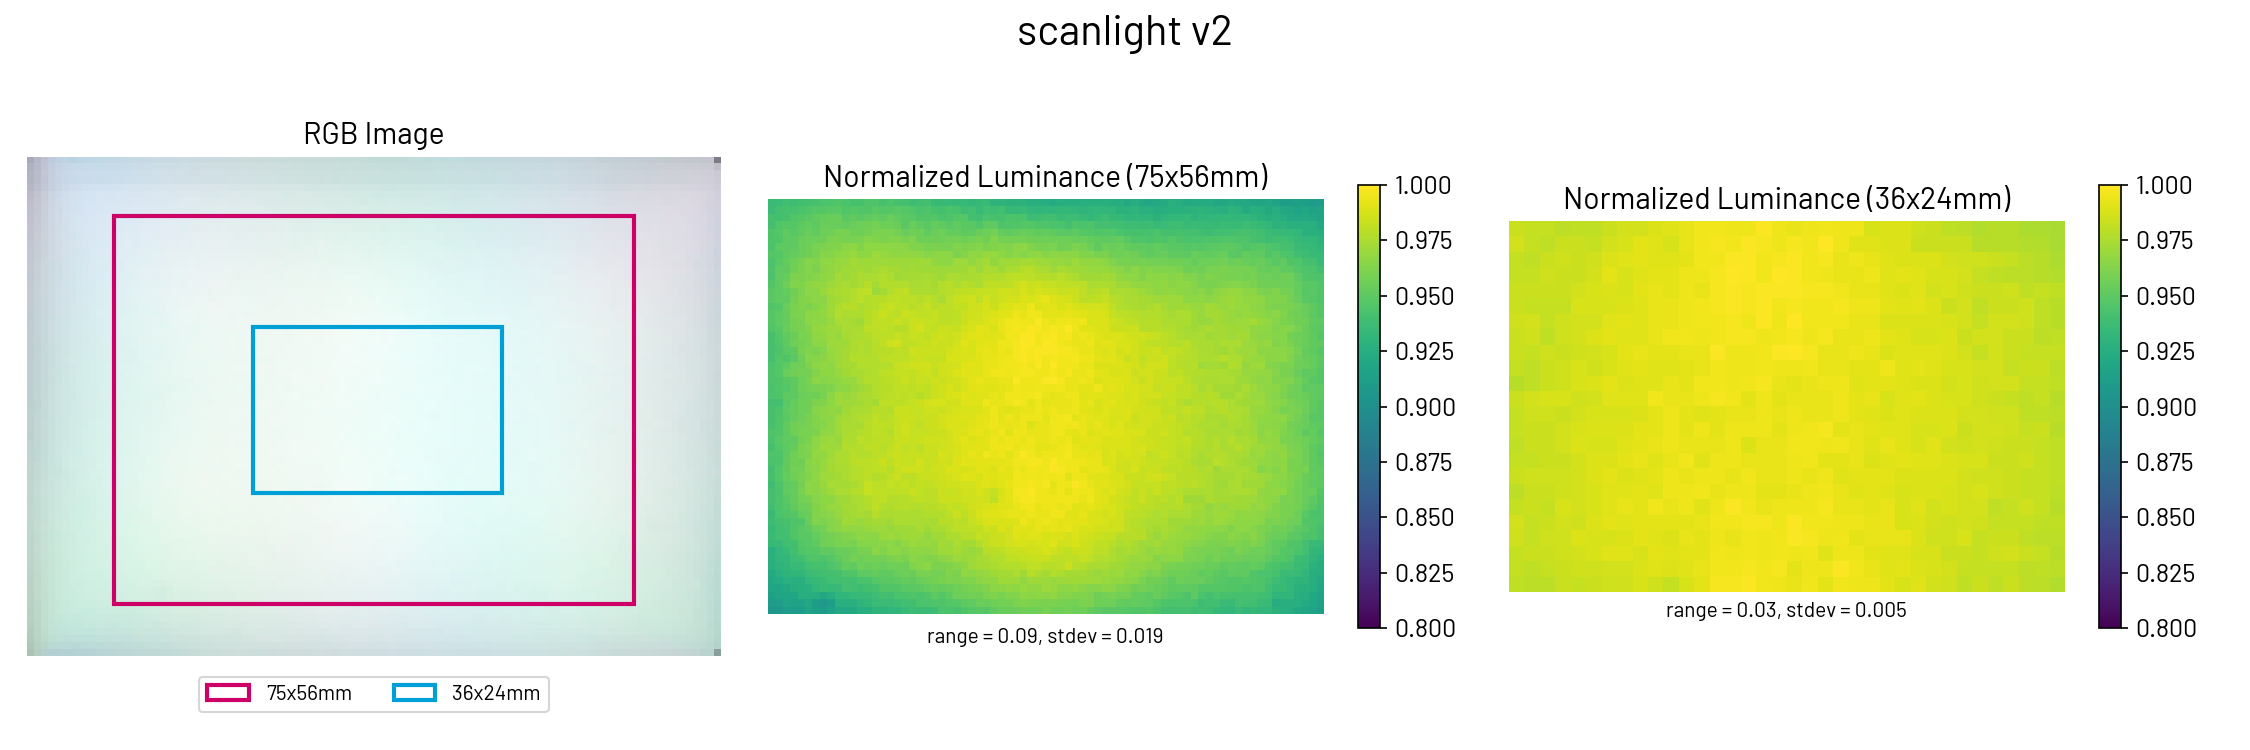 scanlight v2
RGB Image
75x56mm
36x24mm
Normalized Luminance (75x56mm)
1.000
0.975
0.950
0.925
0.900
0.875
0.850
0.825
0.800
range = 0.09, stdev = 0.019
Normalized Luminance (36x24mm)
1.000
0.975
0.950
0.925
0.900
0.875
0.850
0.825
0.800
range = 0.03, stdev = 0.005